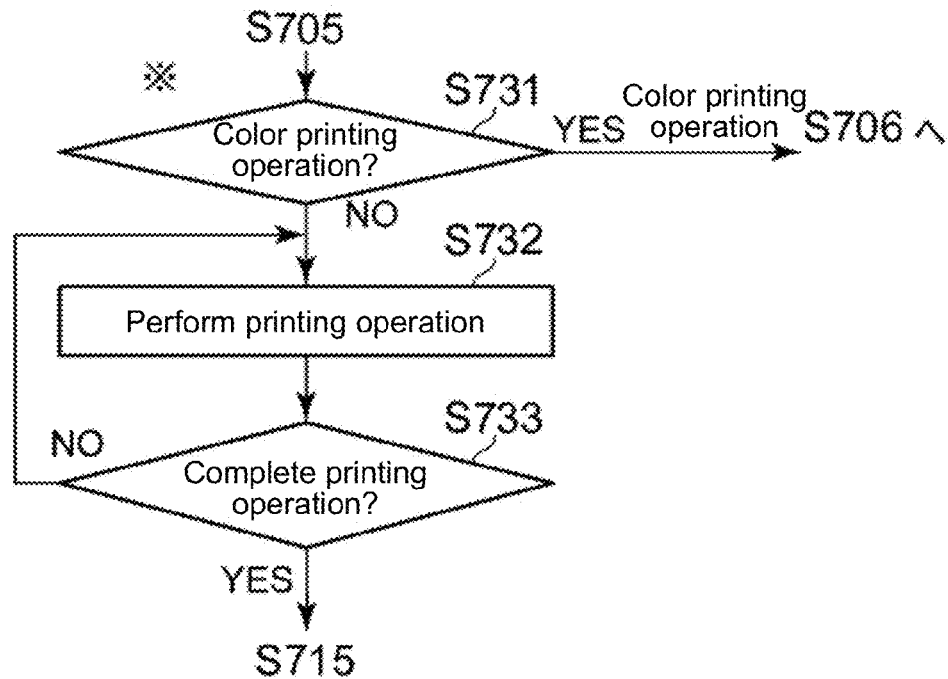 S705
※
S731
Color printing
operation?
YES
Color printing
operation
S706 へ
NO
S732
Perform printing operation
S733
NO
Complete printing
operation?
YES
S715